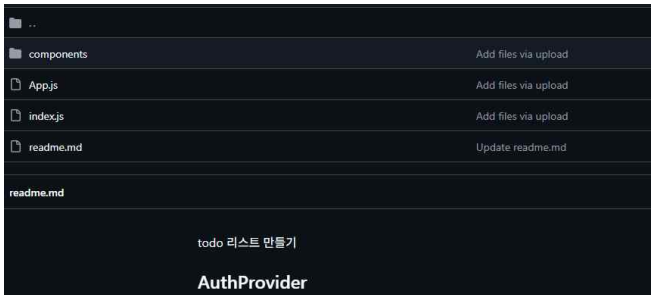 ..
components Add files via upload
App.js Add files via upload
index.js Add files via upload
readme.md Update readme.md
readme.md
todo 리스트 만들기
AuthProvider